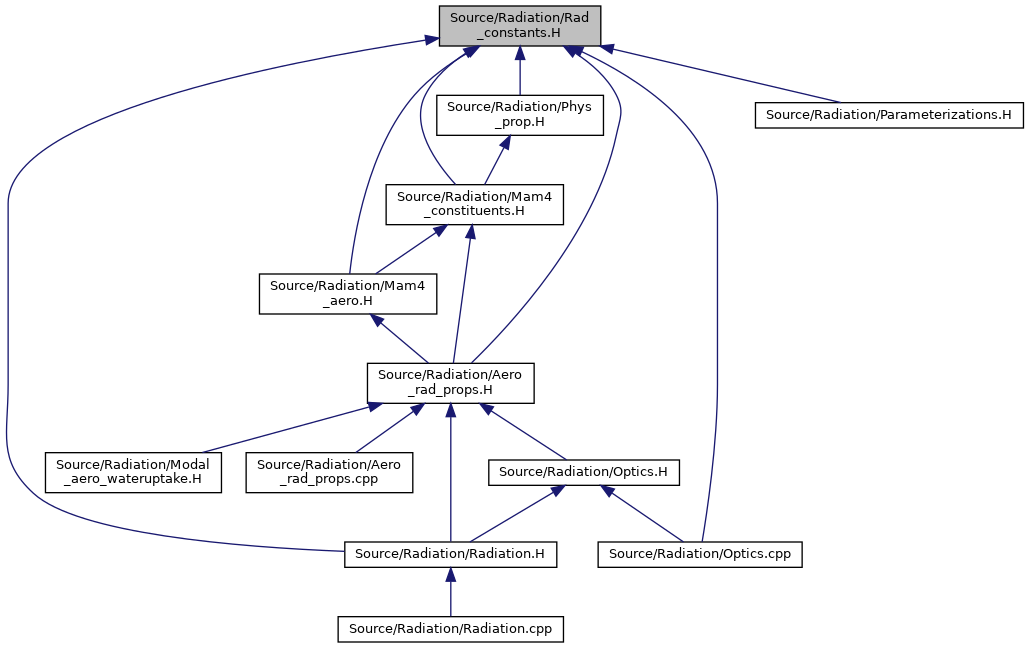 Source/Radiation/Rad
_constants.H
Source/Radiation/Phys
_prop.H
Source/Radiation/Parameterizations.H
Source/Radiation/Mam4
_constituents.H
Source/Radiation/Mam4
_aero.H
Source/Radiation/Aero
_rad_props.H
Source/Radiation/Modal
_aero_wateruptake.H
Source/Radiation/Aero
_rad_props.cpp
Source/Radiation/Optics.H
Source/Radiation/Radiation.H
Source/Radiation/Optics.cpp
Source/Radiation/Radiation.cpp